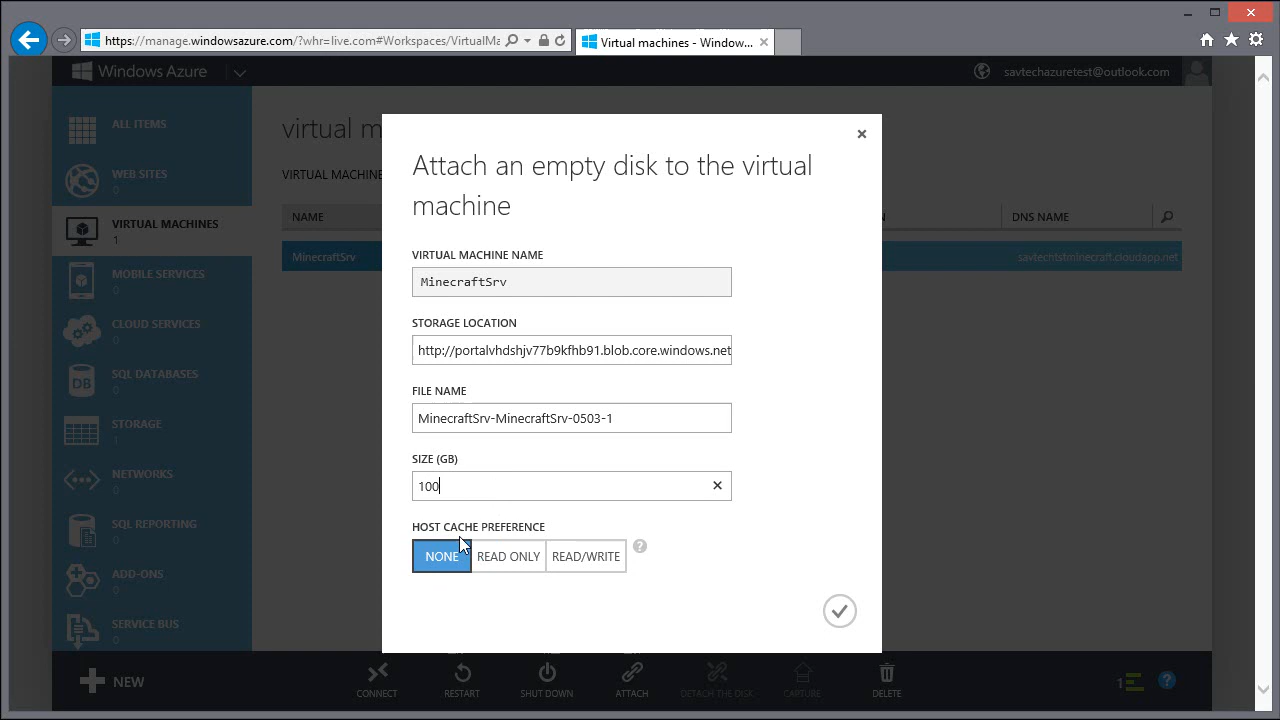 https://manage.windowsazure.com/?whr=live.com#Workspaces/VirtualMa
Virtual machines - Window...
Windows Azure
savtechazuretest@outlook.com
ALL ITEMS
WEB SITES
0
VIRTUAL MACHINES
1
MOBILE SERVICES
0
CLOUD SERVICES
0
SQL DATABASES
0
STORAGE
1
NETWORKS
0
SQL REPORTING
0
ADD-ONS
0
SERVICE BUS
0
virtual m
VIRTUAL MACHINE
NAME
DNS NAME
MinecraftSrv
savtechtstminecraft.cloudapp.net
Attach an empty disk to the virtual
machine
VIRTUAL MACHINE NAME
MinecraftSrv
STORAGE LOCATION
http://portalvhdshjv77b9kfhb91.blob.core.windows.net
FILE NAME
MinecraftSrv-MinecraftSrv-0503-1
SIZE (GB)
100
HOST CACHE PREFERENCE
NONE
READ ONLY
READ/WRITE
?
NEW
CONNECT
RESTART
SHUT DOWN
ATTACH
DETACH THE DISK
CAPTURE
DELETE
1
?